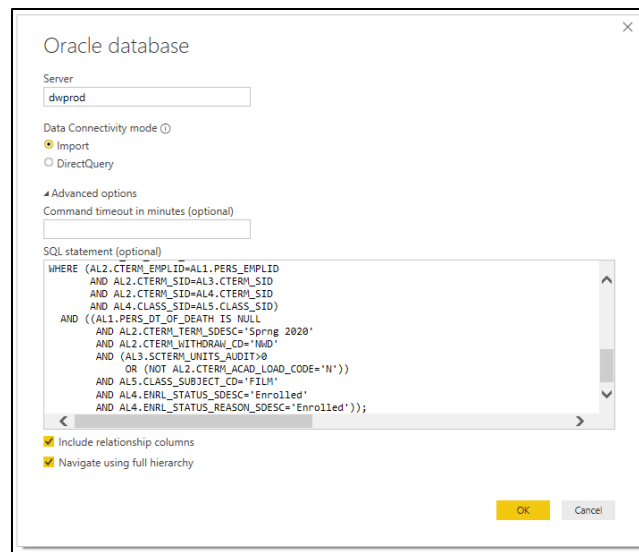 Oracle database
Server
dwprod
Data Connectivity mode
Import
DirectQuery
Advanced options
Command timeout in minutes (optional)
SQL statement (optional)
WHERE (AL2.CTERM_EMPLID=AL1.PERS_EMPLID
AND AL2.CTERM_SID=AL3.CTERM_SID
AND AL2.CTERM_SID=AL4.CTERM_SID
AND AL4.CLASS_SID=AL5.CLASS_SID)
AND ((AL1.PERS_DT_OF_DEATH IS NULL
AND AL2.CTERM_TERM_SDESC='Sprng 2020'
AND AL2.CTERM_WITHDRAW_CD='NWD'
AND (AL3.SCTERM_UNITS_AUDIT>0
OR (NOT AL2.CTERM_ACAD_LOAD_CODE='N'))
AND AL5.CLASS_SUBJECT_CD='FILM'
AND AL4.ENRL_STATUS_SDESC='Enrolled'
AND AL4.ENRL_STATUS_REASON_SDESC='Enrolled'));
Include relationship columns
Navigate using full hierarchy
OK Cancel